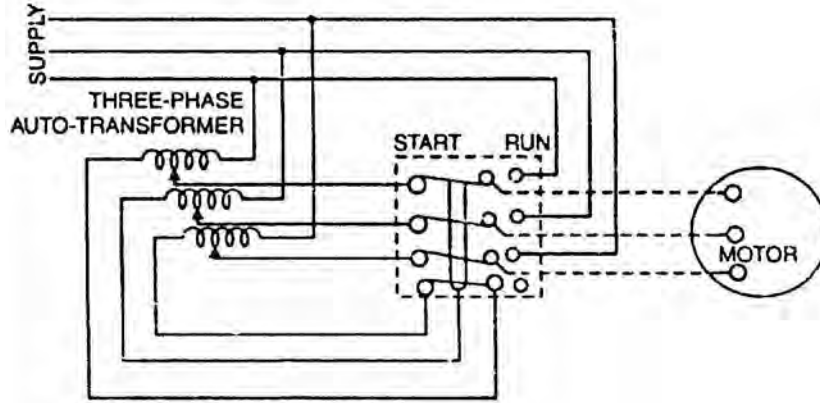 SUPPLY
THREE-PHASE
AUTO-TRANSFORMER
START
RUN
MOTOR